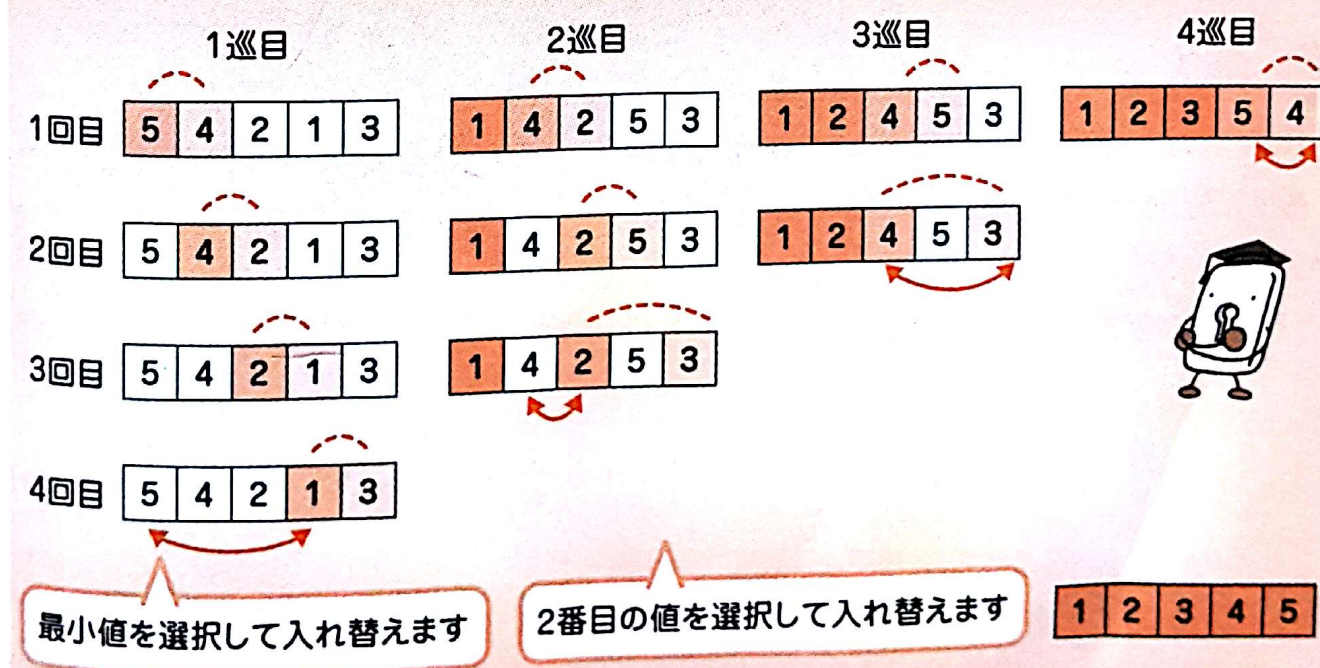 1巡目 2巡目 3巡目 4巡目
1回目 5 4 2 1 3 1 4 2 5 3 1 2 4 5 3 1 2 3 5 4
2回目 5 4 2 1 3 1 4 2 5 3 1 2 4 5 3
3回目 5 4 2 1 3 1 4 2 5 3
4回目 5 4 2 1 3
最小値を選択して入れ替えます
2番目の値を選択して入れ替えます
1 2 3 4 5